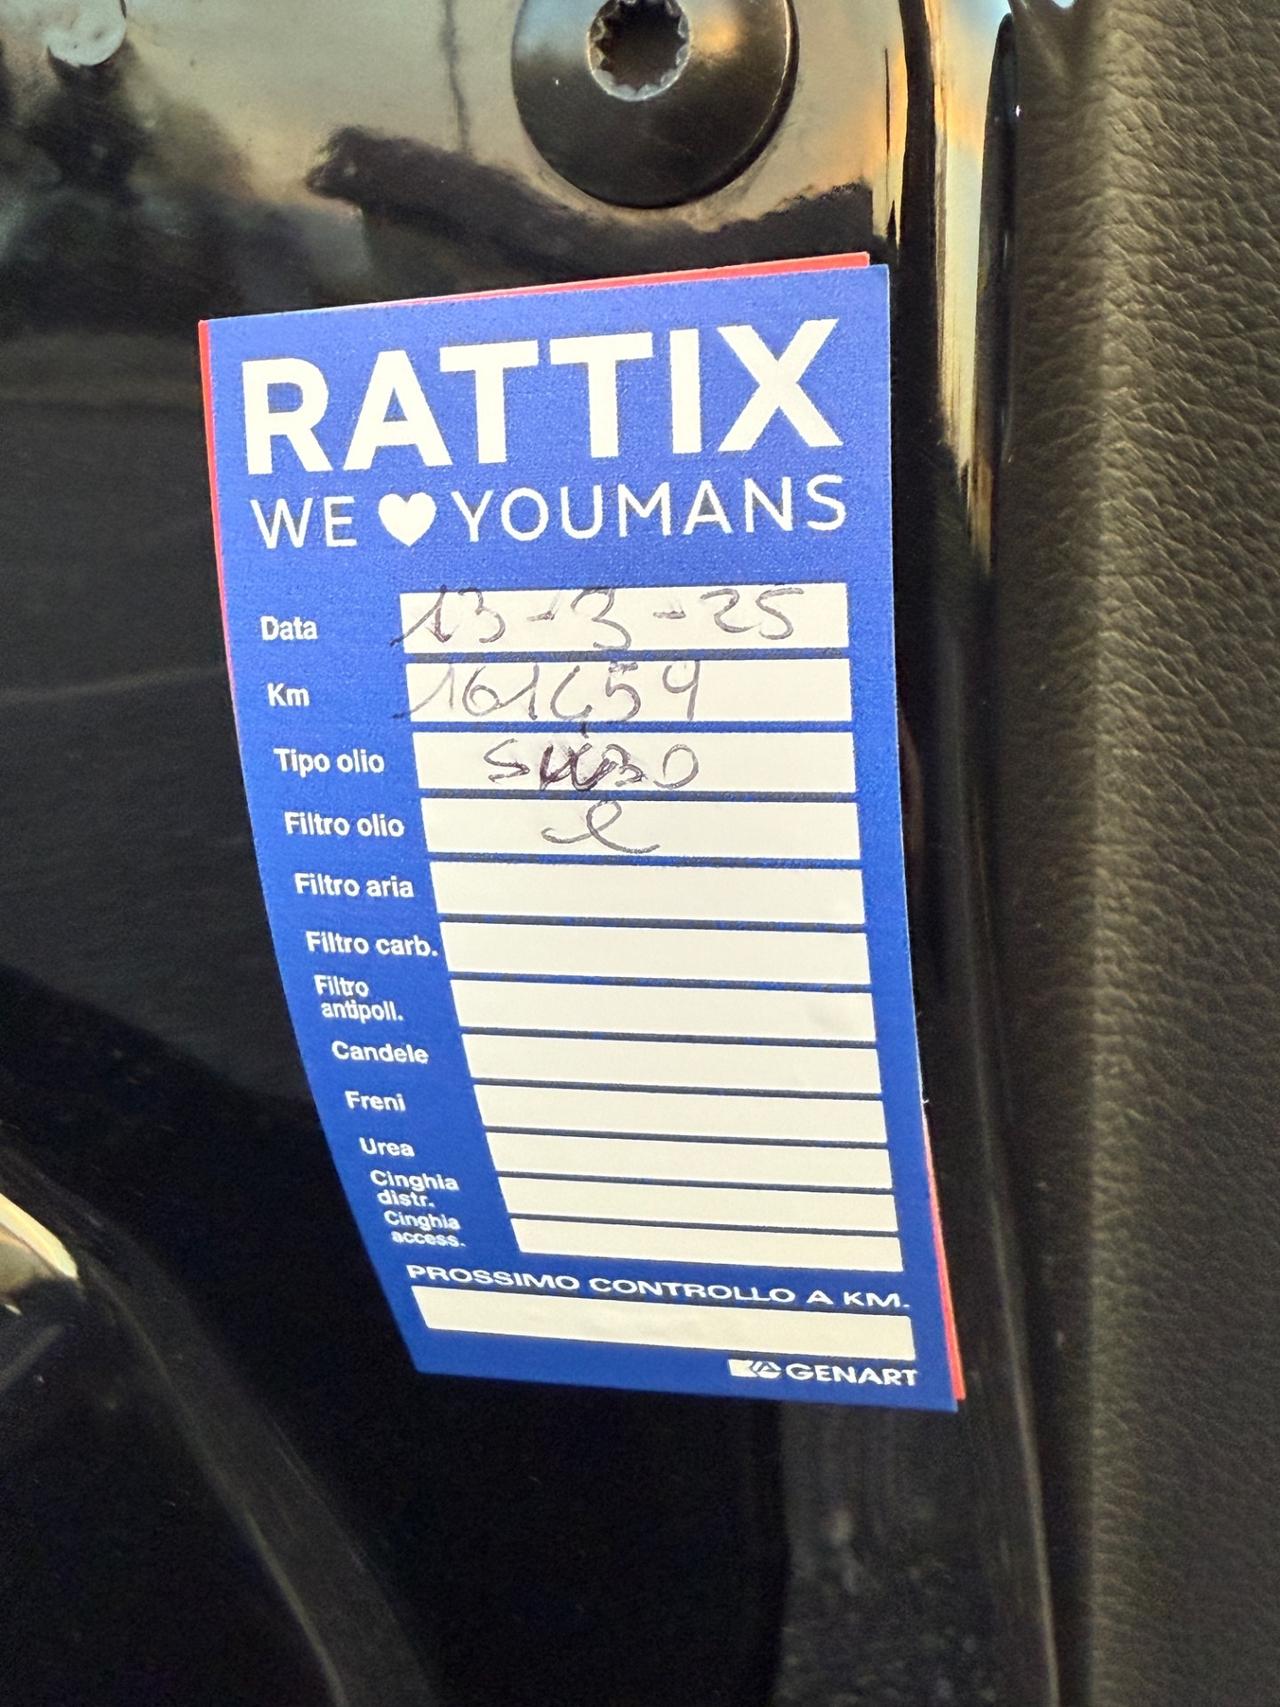 RATTIX
WE ❤ YOUMANS
Data 13-3-25
Km 161459
Tipo olio 5W30
Filtro olio
Filtro aria
Filtro carb.
Filtro antipoll.
Candele
Freni
Urea
Cinghia distr.
Cinghia access.
PROSSIMO CONTROLLO A KM.
GENART